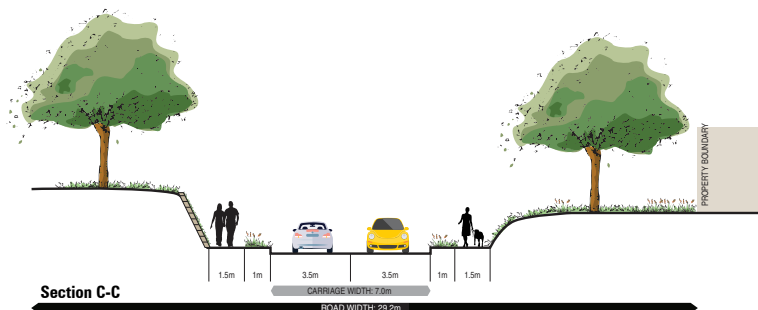 PROPERTY BOUNDARY
1.5m 1m 3.5m 3.5m 1m 1.5m
CARRIAGE WIDTH: 7.0m
Section C-C
ROAD WIDTH: 29.2m